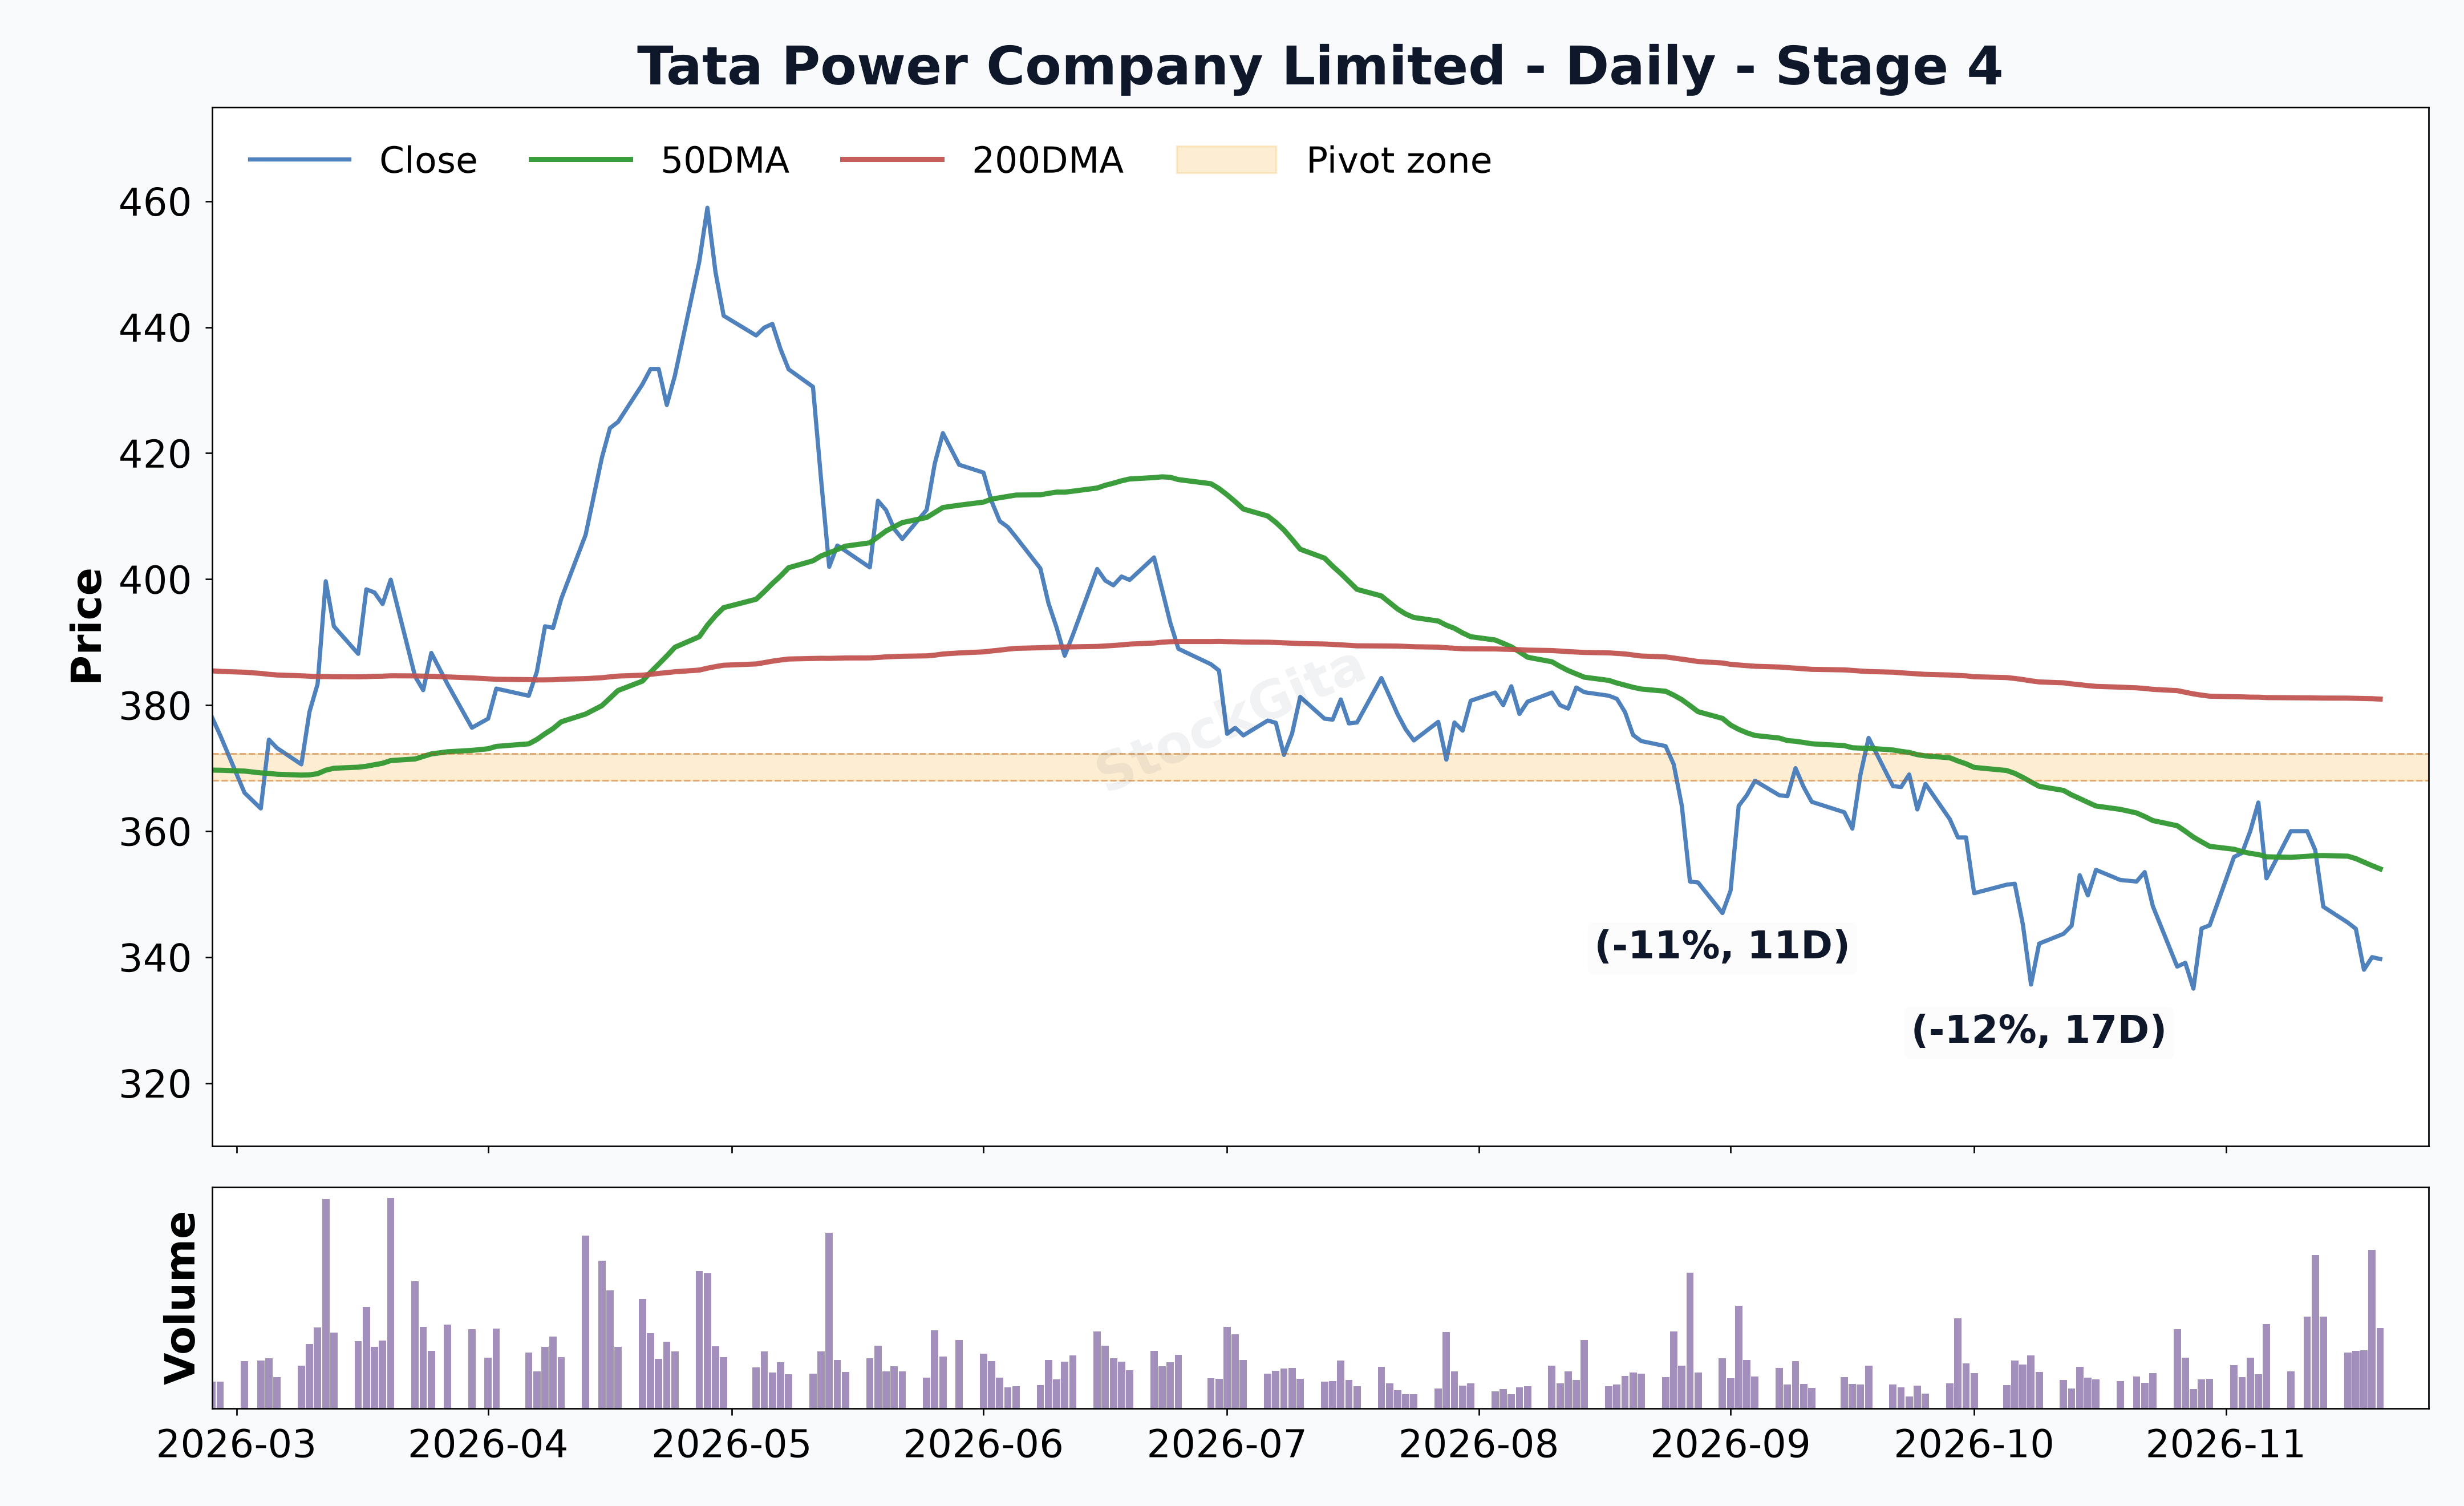 Tata Power Company Limited - Daily - Stage 4
Close 50DMA 200DMA Pivot zone
Price
460
440
420
400
380
360
340
320
StockGita
(-11%, 11D)
(-12%, 17D)
Volume
2026-03 2026-04 2026-05 2026-06 2026-07 2026-08 2026-09 2026-10 2026-11